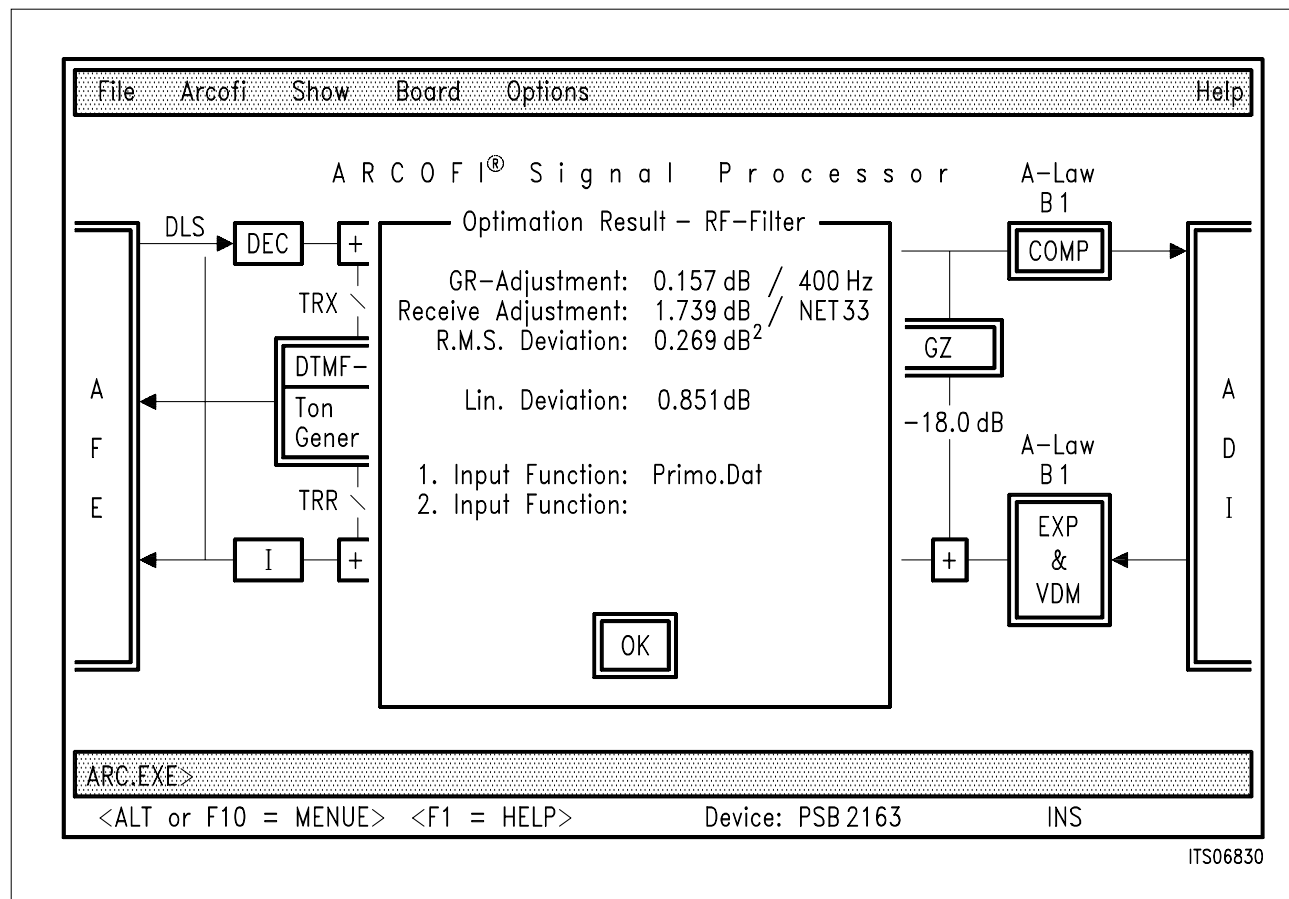 File Arcofi Show Board Options Help
ARCOFI® Signal Processor
A-Law
B1
DLS
DEC
+
Optimation Result - RF-Filter
COMP
GR-Adjustment: 0.157 dB / 400 Hz
TRX
Receive Adjustment: 1.739 dB / NET33
R.M.S. Deviation: 0.269 dB²
GZ
DTMF-
Ton
Gener
A
F
E
Lin. Deviation: 0.851 dB
-18.0 dB
A
D
I
A-Law
B1
1. Input Function: Primo.Dat
2. Input Function:
TRR
EXP
&
VDM
I
+
+
OK
ARC.EXE>
<ALT or F10 = MENUE> <F1 = HELP> Device: PSB 2163 INS
ITS06830